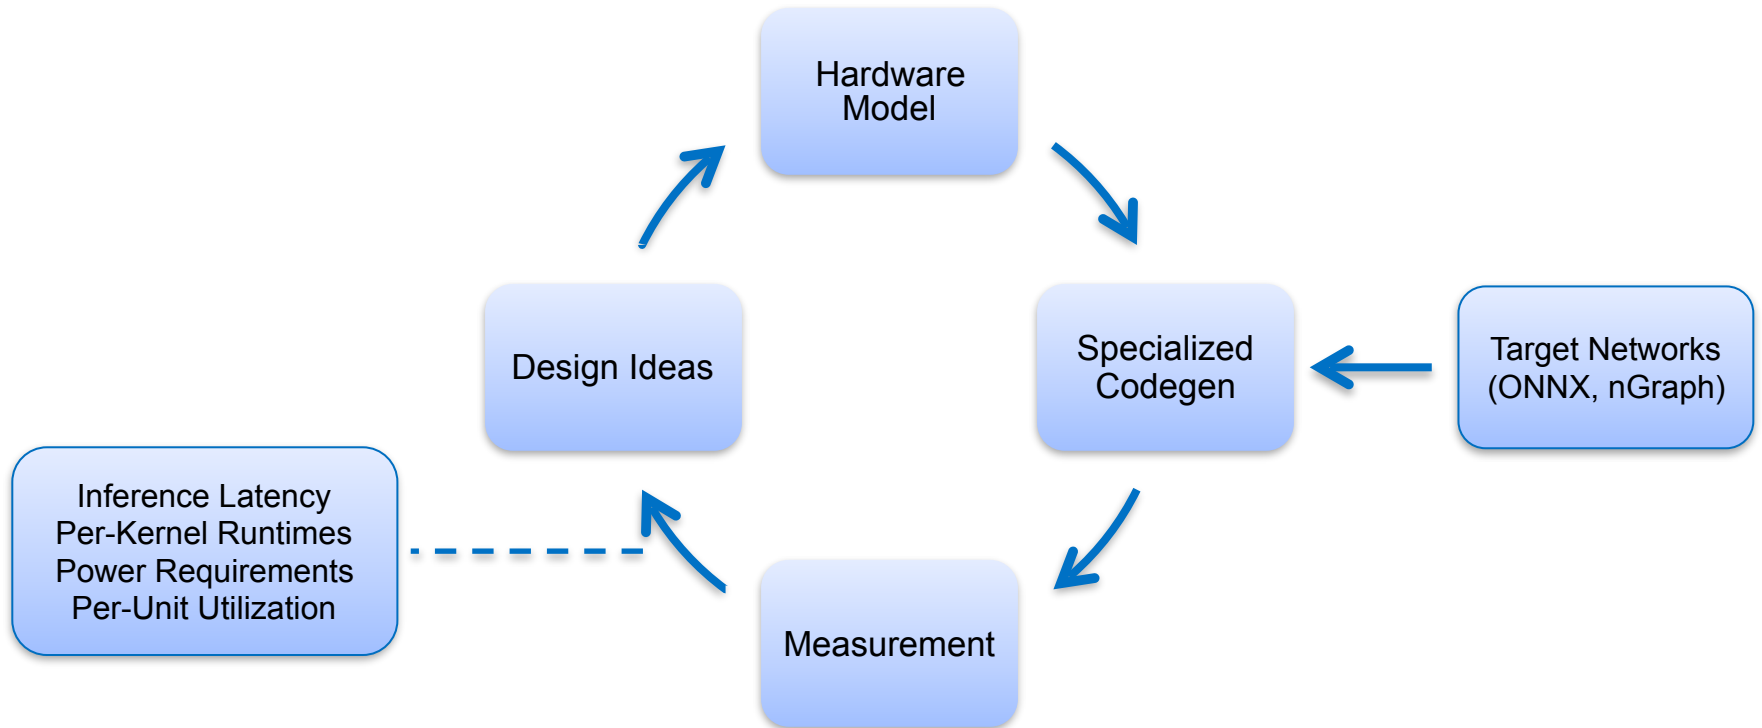 Hardware
Model
Design Ideas
Specialized
Codegen
Target Networks
(ONNX, nGraph)
Inference Latency
Per-Kernel Runtimes
Power Requirements
Per-Unit Utilization
Measurement